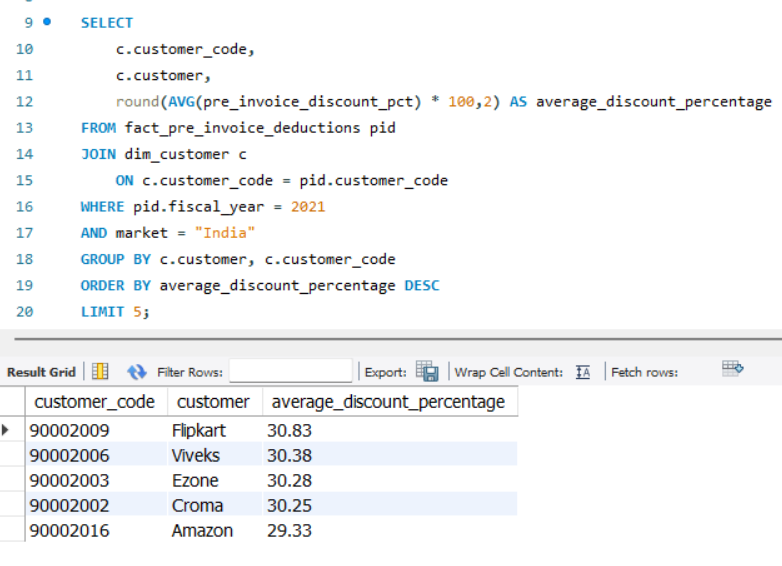 9 SELECT
10 c.customer_code,
11 c.customer,
12 round(AVG(pre_invoice_discount_pct) * 100,2) AS average_discount_percentage
13 FROM fact_pre_invoice_deductions pid
14 JOIN dim_customer c
15 ON c.customer_code = pid.customer_code
16 WHERE pid.fiscal_year = 2021
17 AND market = "India"
18 GROUP BY c.customer, c.customer_code
19 ORDER BY average_discount_percentage DESC
20 LIMIT 5;
Result Grid Filter Rows: Export: Wrap Cell Content: IA Fetch rows:
customer_code customer average_discount_percentage
90002009 Flipkart 30.83
90002006 Viveks 30.38
90002003 Ezone 30.28
90002002 Croma 30.25
90002016 Amazon 29.33